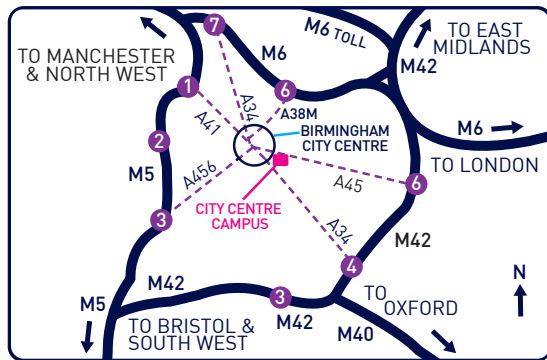 TO MANCHESTER
& NORTH WEST
7
M6
M6 TOLL
TO EAST
MIDLANDS
M42
1
A34
6
A38M
A41
BIRMINGHAM
CITY CENTRE
M6
TO LONDON
2
M5
A456
A45
6
CITY CENTRE
CAMPUS
3
A34
M42
4
M5
M42
3
M42
TO
OXFORD
N
M40
TO BRISTOL &
SOUTH WEST